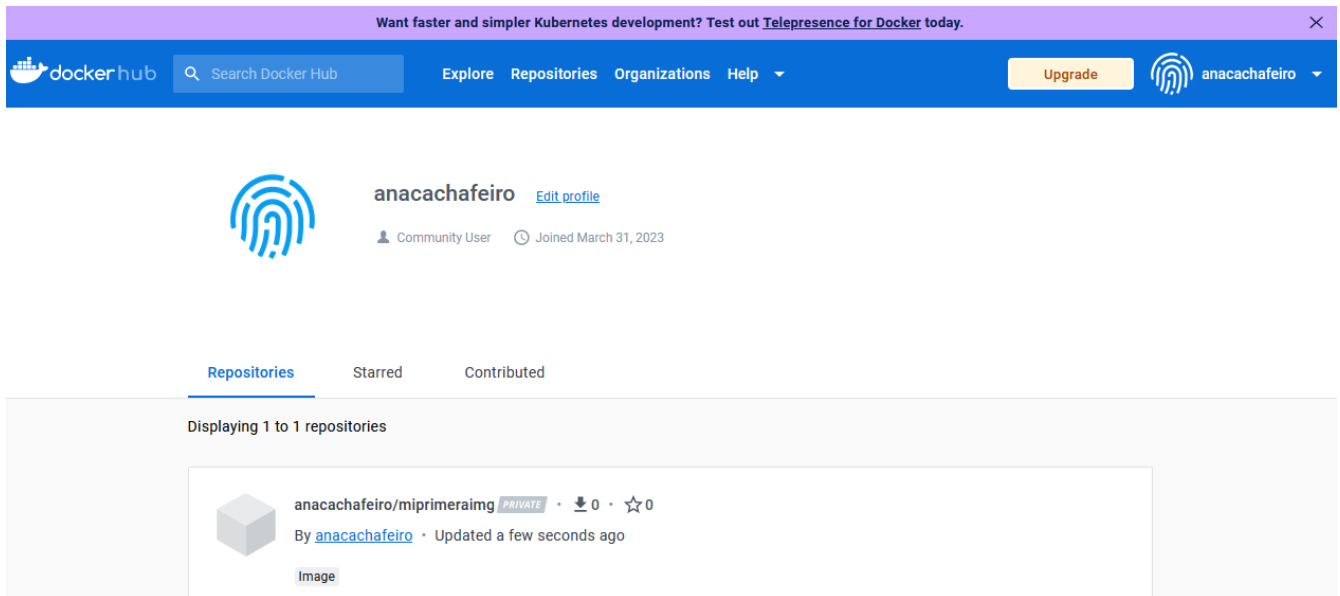 Want faster and simpler Kubernetes development? Test out Telepresence for Docker today.
dockerhub Search Docker Hub Explore Repositories Organizations Help Upgrade anacachafeiro
anacachafeiro Edit profile
Community User Joined March 31, 2023
Repositories Starred Contributed
Displaying 1 to 1 repositories
anacachafeiro/miprimeraimg PRIVATE • 0 • 0
By anacachafeiro • Updated a few seconds ago
Image